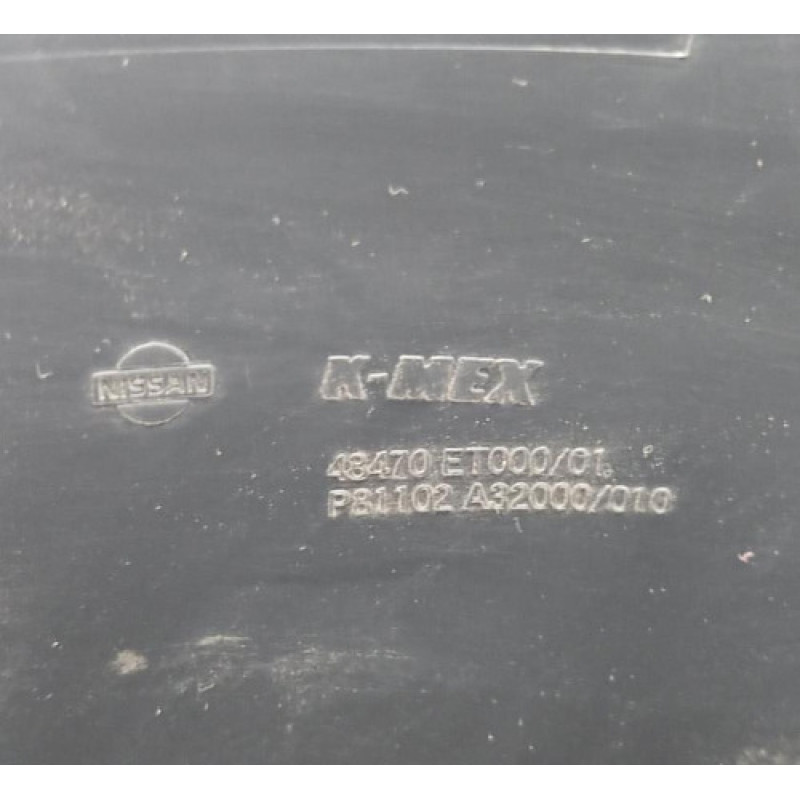 NISSAN
K-MEX
48470 ET000/01
P81102 A32000/010